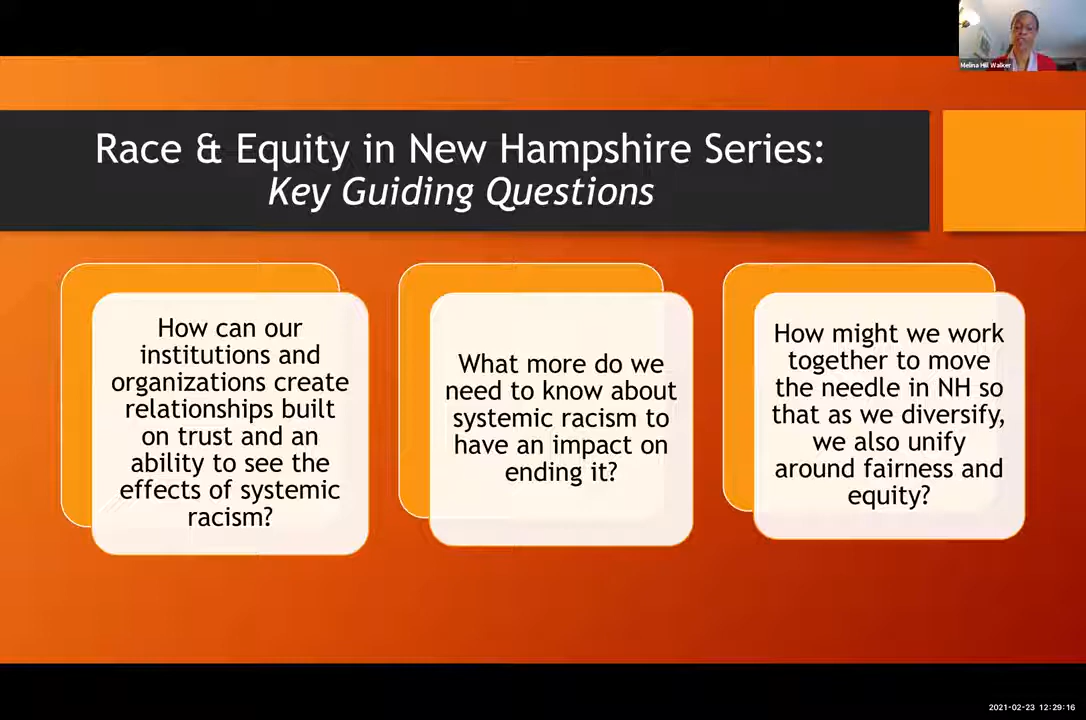 Melina Hill Walker
Race & Equity in New Hampshire Series:
Key Guiding Questions
How can our
institutions and
organizations create
relationships built
on trust and an
ability to see the
effects of systemic
racism?
What more do we
need to know about
systemic racism to
have an impact on
ending it?
How might we work
together to move
the needle in NH so
that as we diversify,
we also unify
around fairness and
equity?
2021-02-23 12:29:16